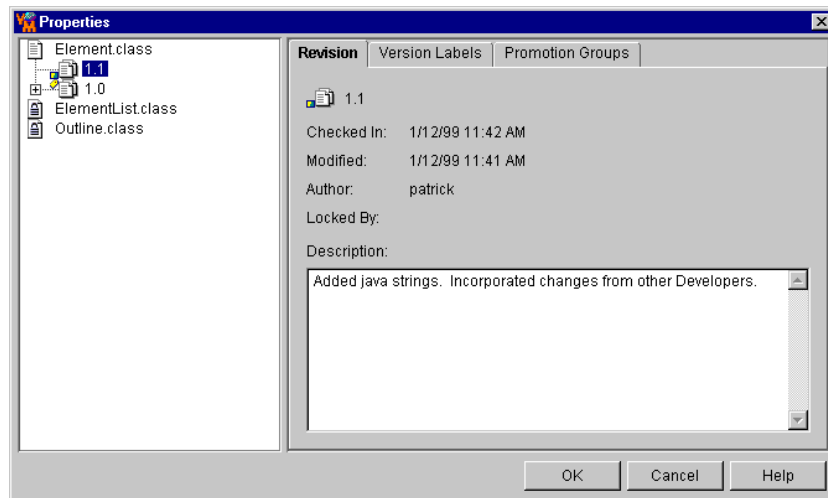 Properties
Element.class
1.1
1.0
ElementList.class
Outline.class
Revision Version Labels Promotion Groups
1.1
Checked In: 1/12/99 11:42 AM
Modified: 1/12/99 11:41 AM
Author: patrick
Locked By:
Description:
Added java strings.  Incorporated changes from other Developers.
OK Cancel Help